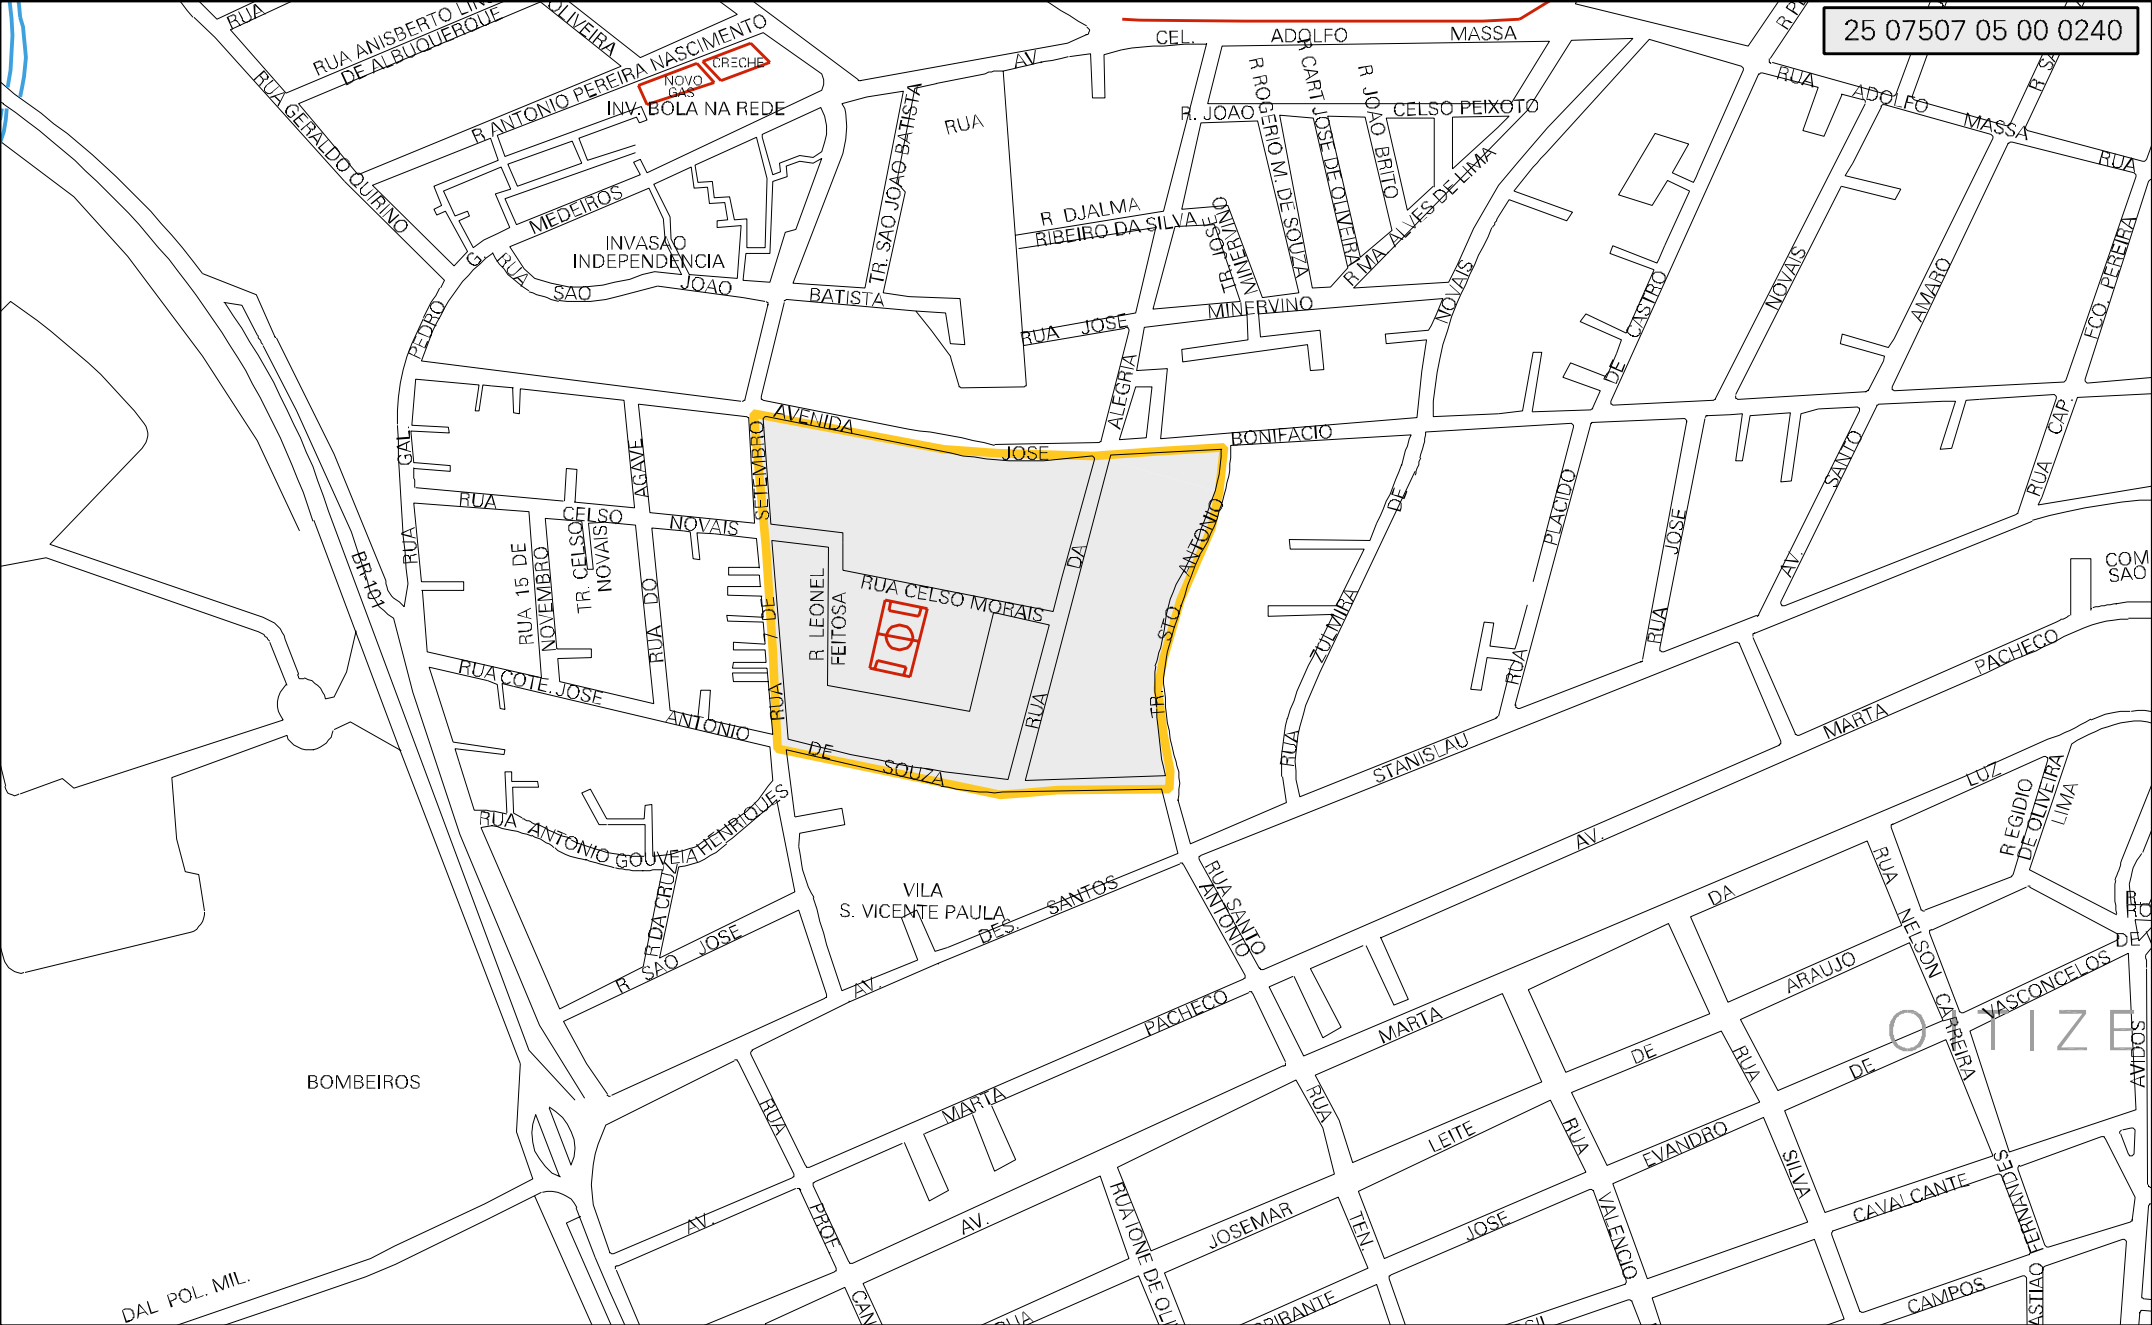 25 07507 05 00 0240
RUA
RUA ANISBERTO
DE ALBUQUERQUE
OLIVEIRA
R ANTONIO PEREIRA NASCIMENTO
CRECHE
NOVO
GAS
INV. BOLA NA REDE
RUA GERALDO QUIRINO
AV.
CEL.
ADOLFO
MASSA
RUA
ADOLFO
MASSA
RUA
R ROGERIO M. DE SOUZA
R CART JOSE DE OLIVEIRA
R JOAO BRITO
R. JOAO
CELSO PEIXOTO
R MA ALVES DE LIMA
TR. SAO JOAO BATISTA
RUA
R DJALMA
RIBEIRO DA SILVA
TR. JOSE
MINERVINO
MEDEIROS
G.
INVASAO
INDEPENDENCIA
RUA
SAO
JOAO
BATISTA
RUA
JOSE
MINERVINO
PEDRO
GAL.
RUA
ALEGRIA
NOVAIS
DE
CASTRO
NOVAIS
AMARO
ECO. PEREIRA
AVENIDA
JOSE
BONIFACIO
AGAVE
SETEMBRO
RUA
CELSO
NOVAIS
RUA 15 DE
NOVEMBRO
TR. CELSO
NOVAIS
RUA DO
BR-101
7 DE
RUA
R LEONEL
FEITOSA
RUA CELSO MORAIS
DA
RUA
ANTONIO
STO.
TR.
DE
ZULMIRA
RUA
PLACIDO
RUA
JOSE
RUA
SANTO
AV.
CAP.
RUA
COM
SAO
RUA COTE. JOSE
ANTONIO
DE
SOUZA
STANISLAU
PACHECO
MARTA
AV.
LUZ
DA
R EGIDIO
DE OLIVEIRA
LIMA
RUA ANTONIO GOUVEIA HENRIQUES
R DA CRUZ
R SAO JOSE
VILA
S. VICENTE PAULA
AV.
DES.
SANTOS
RUA SANTO
ANTONIO
RUA
NELSON
CARREIRA
FERNANDES
DE
VASCONCELOS
ARAUJO
DE
OITIZE
AVIDOS
BOMBEIROS
PACHECO
MARTA
AV.
MARTA
DE
RUA
SILVA
RUA
PROF
CAN
RUA
TEN.
LEITE
RUA
VALENCIO
EVANDRO
CAVALCANTE
AV.
RUA IONE DE
JOSEMAR
JOSE
CAMPOS
DAL POL. MIL.